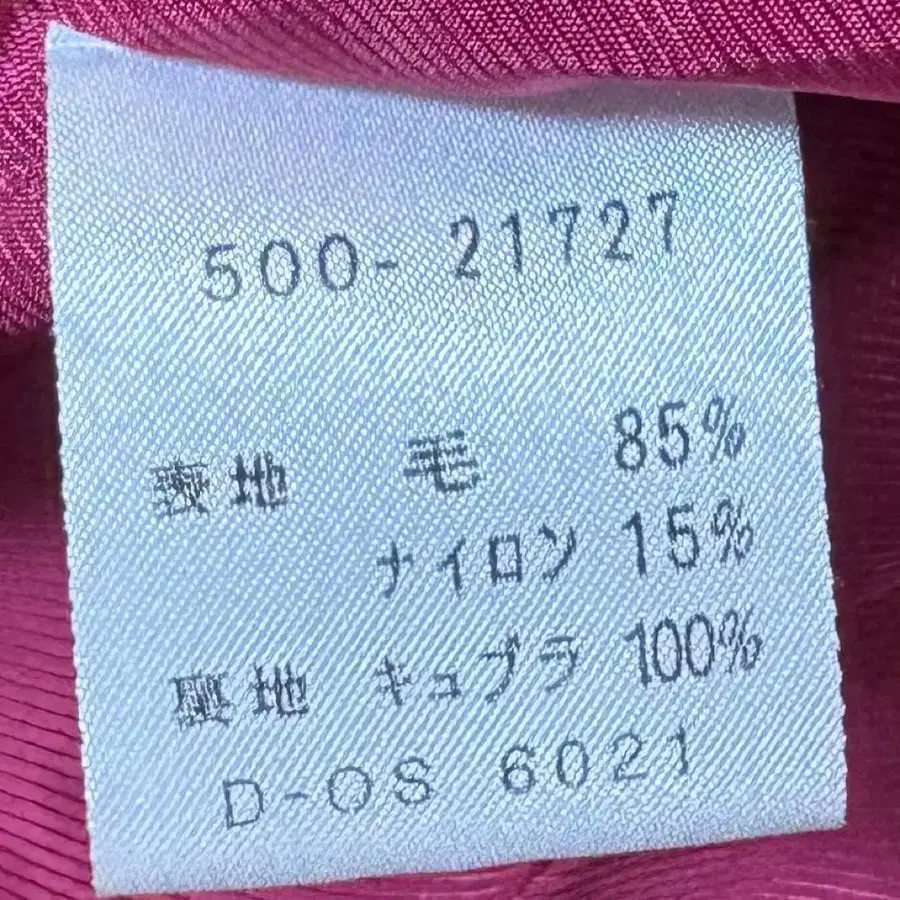 500-21727
表地 毛 85%
ナイロン 15%
裏地 キュプラ 100%
D-OS 6021